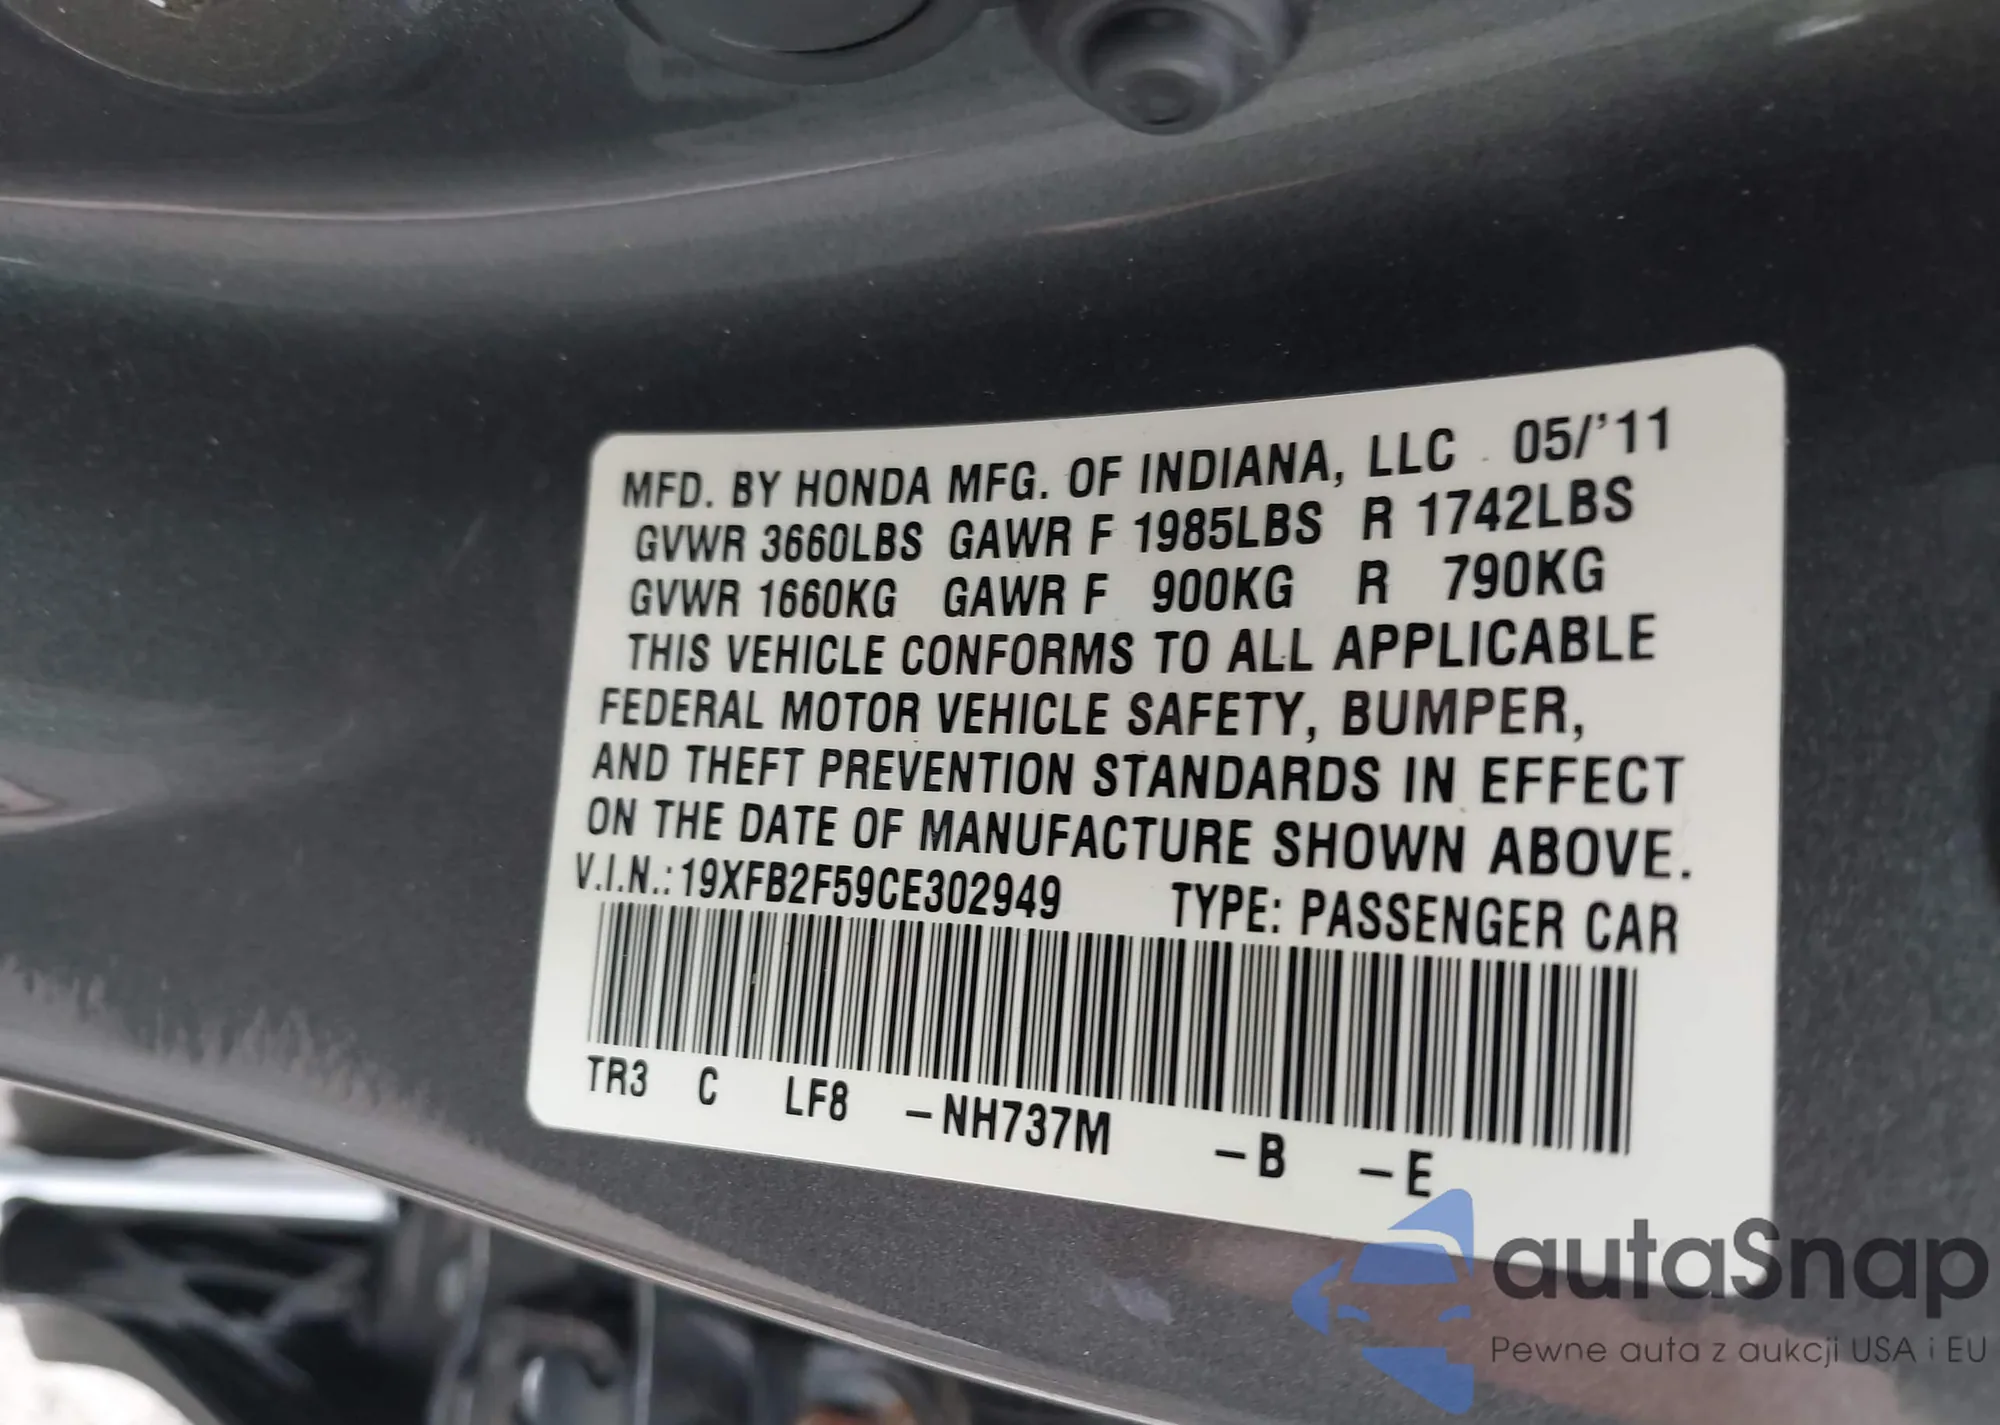 MFD. BY HONDA MFG. OF INDIANA, LLC 05/'11
GVWR 3660LBS GAWR F 1985LBS R 1742LBS
GVWR 1660KG GAWR F 900KG R 790KG
THIS VEHICLE CONFORMS TO ALL APPLICABLE
FEDERAL MOTOR VEHICLE SAFETY, BUMPER,
AND THEFT PREVENTION STANDARDS IN EFFECT
ON THE DATE OF MANUFACTURE SHOWN ABOVE.
V.I.N.: 19XFB2F59CE302949 TYPE: PASSENGER CAR
TR3 C LF8 -NH737M -B -E
autaSnap
Pewne auta z aukcji USA i EU